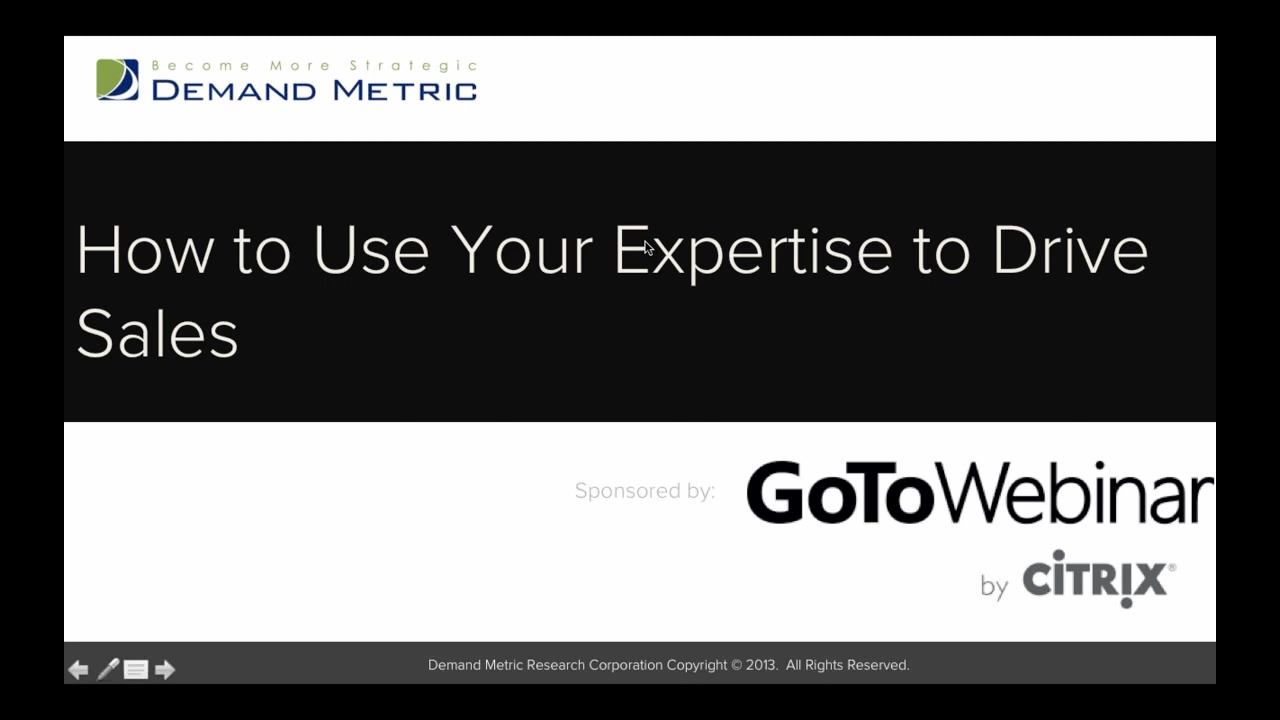 Become More Strategic
DEMAND METRIC
How to Use Your Expertise to Drive
Sales
Sponsored by:
GoToWebinar
by CITRIX®
Demand Metric Research Corporation Copyright © 2013. All Rights Reserved.